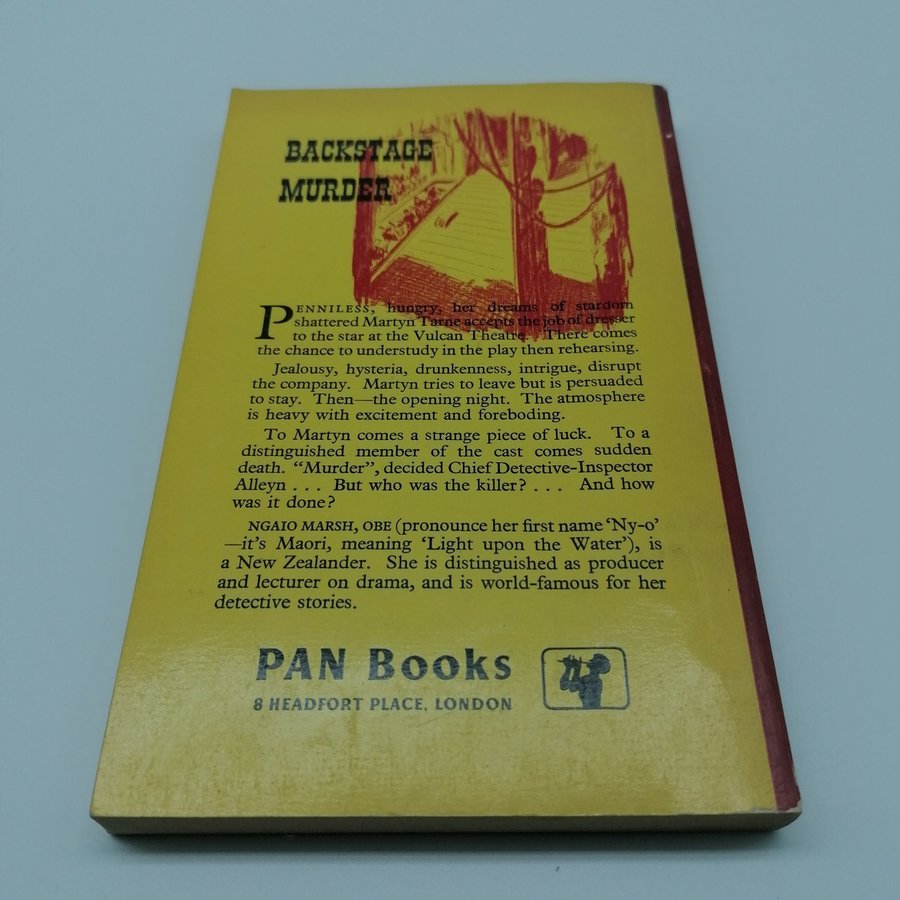 BACKSTAGE
MURDER
PENNILESS, hungry, her dreams of stardom
shattered Martyn Tarne accepts the job of dresser
to the star at the Vulcan Theatre. There comes
the chance to understudy in the play then rehearsing.
Jealousy, hysteria, drunkenness, intrigue, disrupt
the company. Martyn tries to leave but is persuaded
to stay. Then—the opening night. The atmosphere
is heavy with excitement and foreboding.
To Martyn comes a strange piece of luck. To a
distinguished member of the cast comes sudden
death. “Murder”, decided Chief Detective-Inspector
Alleyn . . . But who was the killer? . . . And how
was it done?
NGAIO MARSH, OBE (pronounce her first name ‘Ny-o’
—it’s Maori, meaning ‘Light upon the Water’), is
a New Zealander. She is distinguished as producer
and lecturer on drama, and is world-famous for her
detective stories.
PAN Books
8 HEADFORT PLACE, LONDON